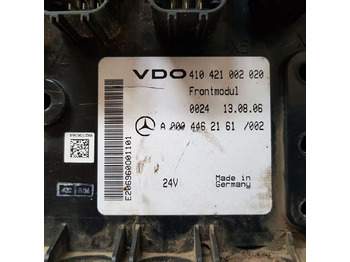 VDO 410 421 002 020
Frontmodul
0024 13.08.06
A 000 446 21 61 /002
E206960D01101
24V
Made in
Germany